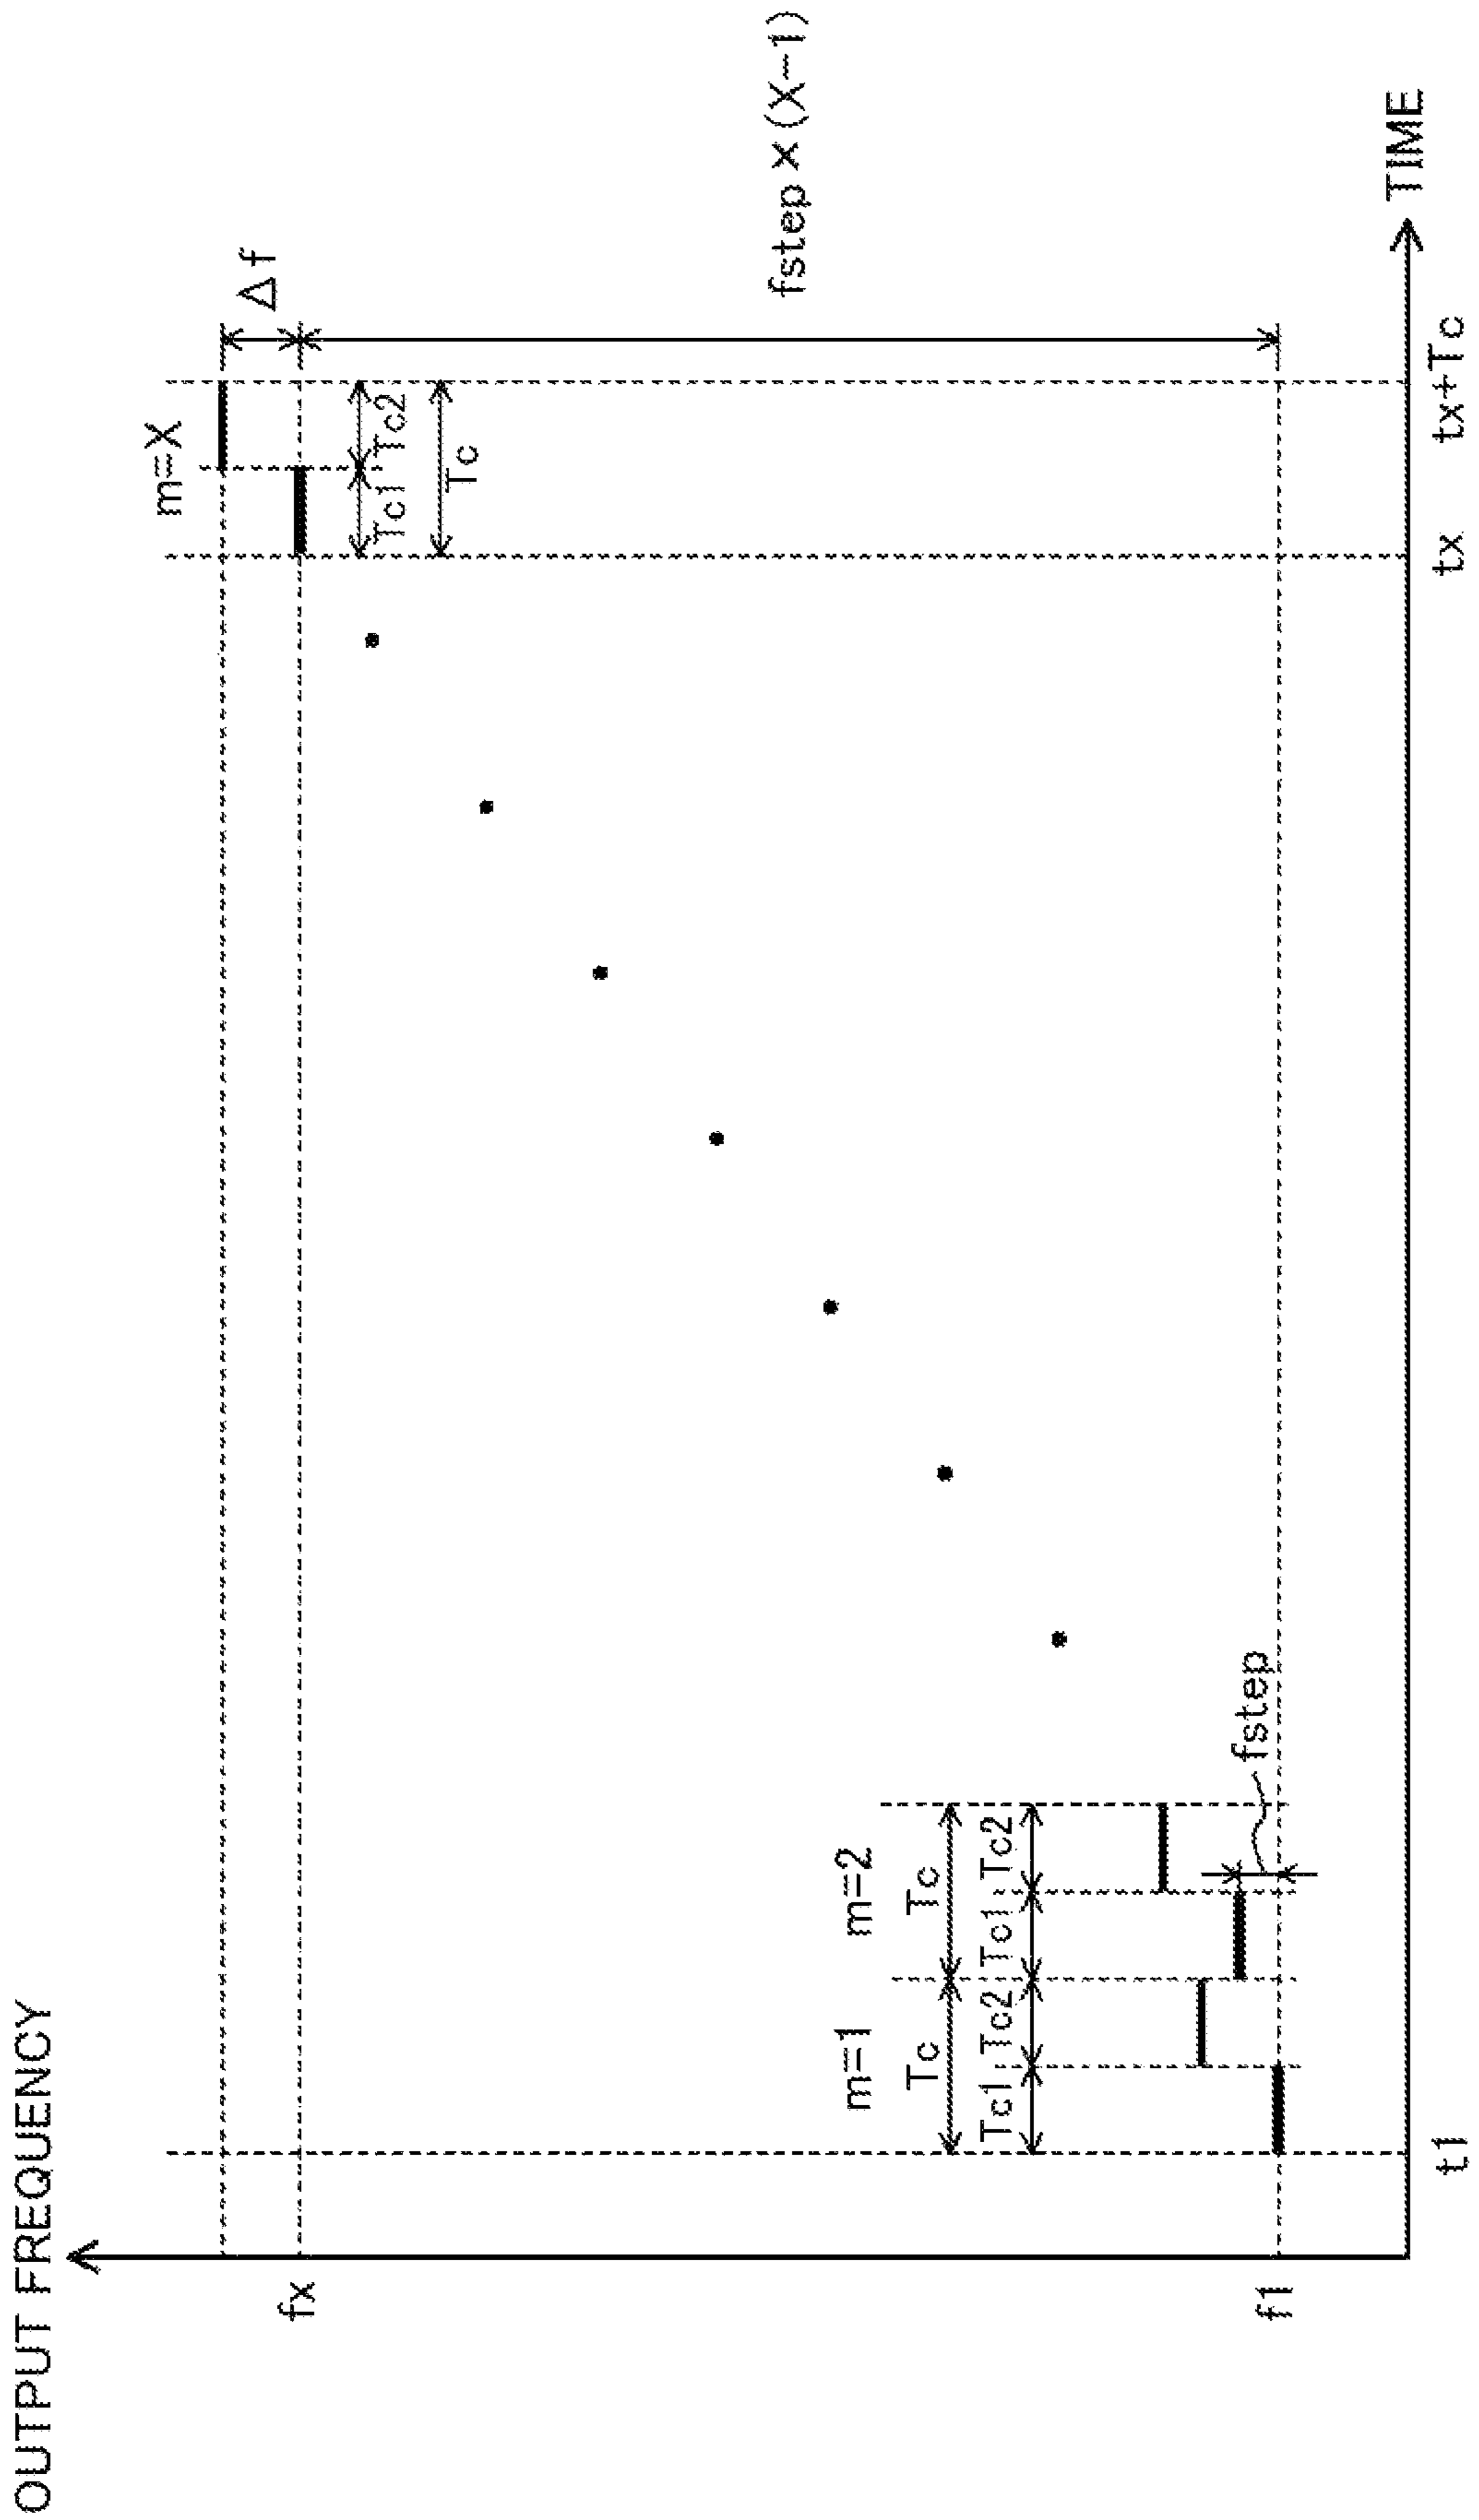 OUTPUT FREQUENCY
m=X
Δf
fx
Tc1
Tc2
Tc
fstep×(X-1)
m=1
m=2
Tc
Tc
Tc1
Tc2
Tc1
Tc2
fstep
f1
TIME
t1
tx
tx+Tc